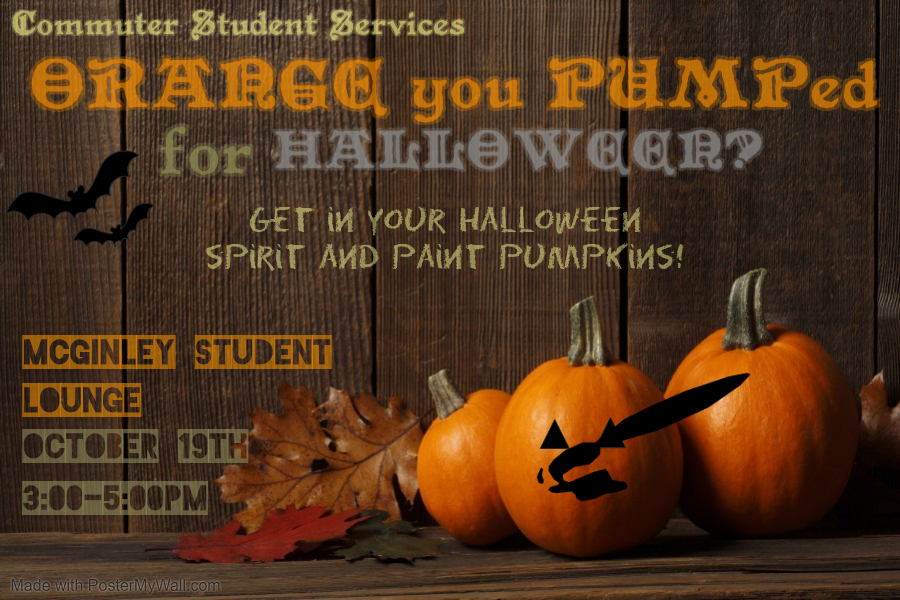 Commuter Student Services
ORANGE you PUMPed
for HALLOWEEN?
GET IN YOUR HALLOWEEN
SPIRIT AND PAINT PUMPKINS!
MCGINLEY STUDENT
LOUNGE
OCTOBER 19TH
3:00-5:00PM
Made with PosterMyWall.com